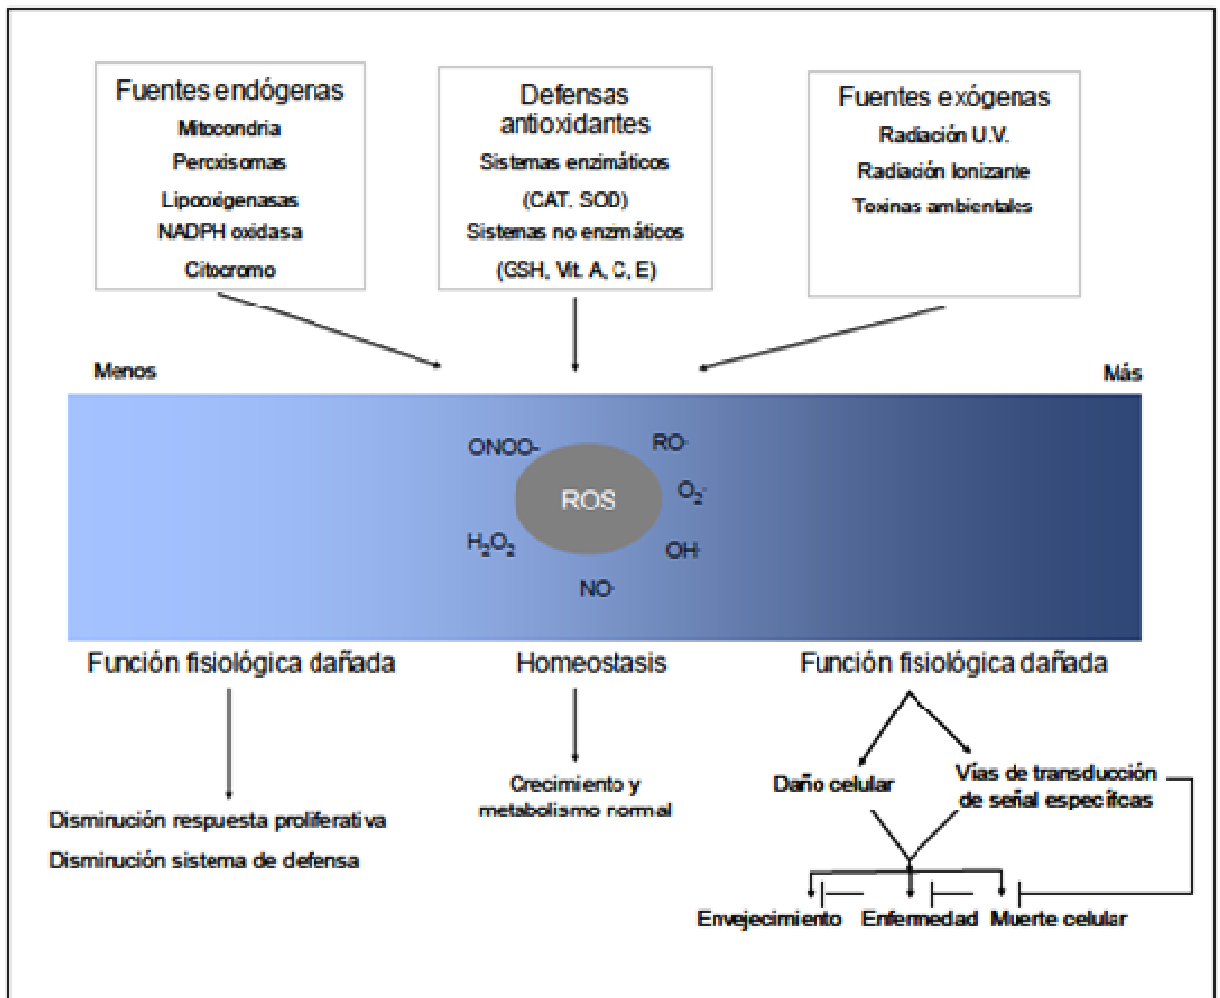 Fuentes endógenas
Mitocondria
Peroxisomas
Lipooxigenasas
NADPH oxidasa
Citocromo
Defensas
antioxidantes
Sistemas enzimáticos
(CAT, SOD)
Sistemas no enzimáticos
(GSH, Vit. A, C, E)
Fuentes exógenas
Radiación U.V.
Radiación Ionizante
Toxinas ambientales
Menos
Más
ONOO-
RO·
ROS
O₂·-
H₂O₂
OH·
NO·
Función fisiológica dañada
Homeostasis
Función fisiológica dañada
Disminución respuesta proliferativa
Disminución sistema de defensa
Crecimiento y
metabolismo normal
Daño celular
Vías de transducción
de señal específcas
Envejecimiento
Enfermedad
Muerte celular